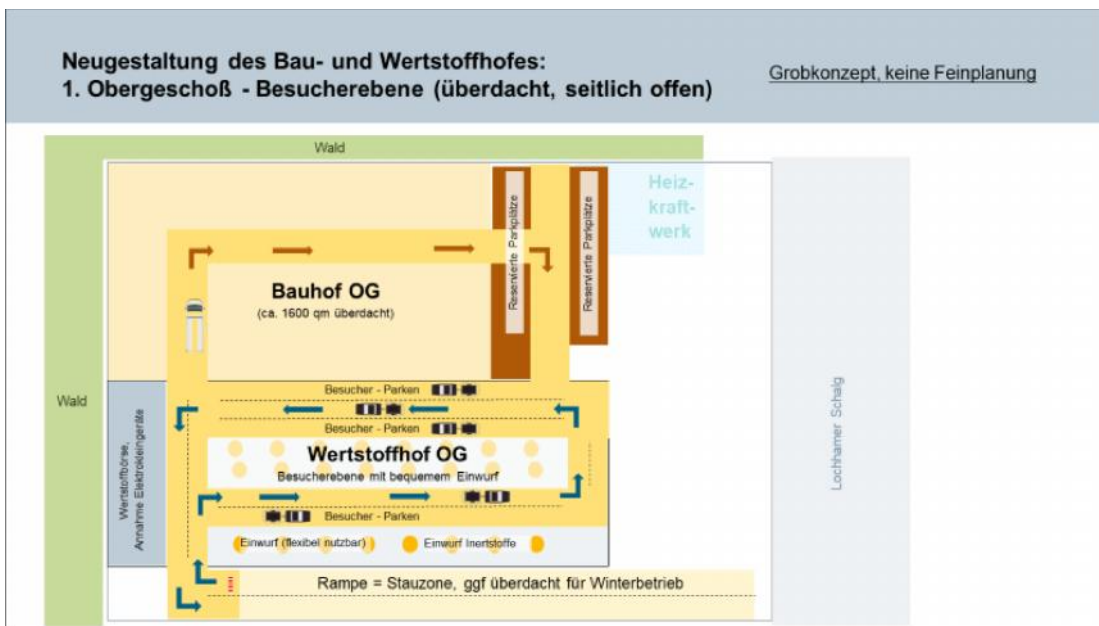 Neugestaltung des Bau- und Wertstoffhofes:
1. Obergeschoß - Besucherebene (überdacht, seitlich offen)
Grobkonzept, keine Feinplanung
Wald
Heiz-
kraft-
werk
Reservierte Parkplätze
Reservierte Parkplätze
Bauhof OG
(ca. 1600 qm überdacht)
Wald
Besucher - Parken
Besucher - Parken
Wertstoffbörse,
Annahme Elektrokleingeräte
Wertstoffhof OG
Besucherebene mit bequemem Einwurf
Besucher - Parken
Einwurf (flexibel nutzbar)
Einwurf Inertstoffe
Rampe = Stauzone, ggf überdacht für Winterbetrieb
Lochhamer Schalg